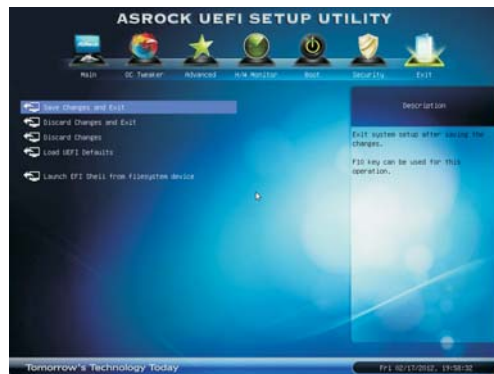 ASROCK UEFI SETUP UTILITY
Main
OC Tweaker
Advanced
H/W Monitor
Boot
Security
Exit
Save Changes and Exit
Discard Changes and Exit
Discard Changes
Load UEFI Defaults
Launch EFI Shell from filesystem device
Description
Exit system setup after saving the
changes.
F10 key can be used for this
operation.
Tomorrow's Technology Today
Fri 02/17/2012, 19:58:32